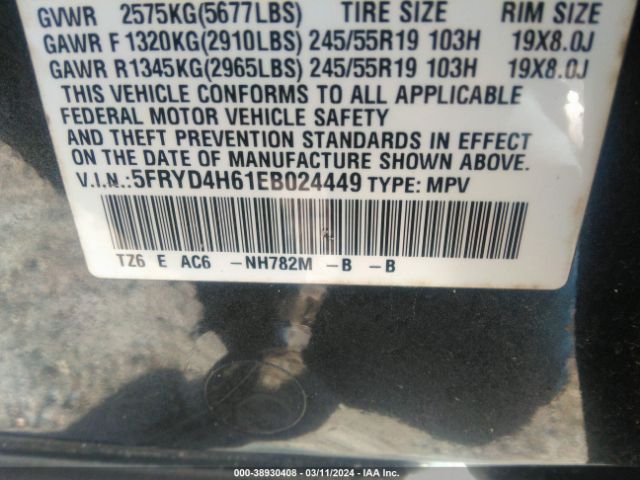 GVWR 2575KG(5677LBS) TIRE SIZE RIM SIZE
GAWR F 1320KG(2910LBS) 245/55R19 103H 19X8.0J
GAWR R 1345KG(2965LBS) 245/55R19 103H 19X8.0J
THIS VEHICLE CONFORMS TO ALL APPLICABLE
FEDERAL MOTOR VEHICLE SAFETY
AND THEFT PREVENTION STANDARDS IN EFFECT
ON THE DATE OF MANUFACTURE SHOWN ABOVE.
V.I.N.:5FRYD4H61EB024449 TYPE: MPV
TZ6 E AC6 -NH782M -B -B
000-38930408 - 03/11/2024 - IAA Inc.